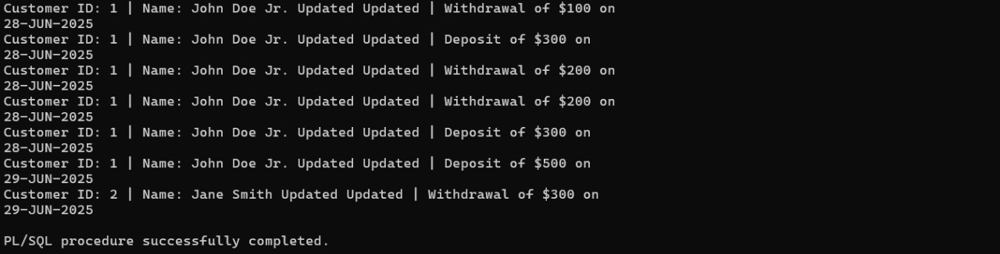 Customer ID: 1 | Name: John Doe Jr. Updated Updated | Withdrawal of $100 on
28-JUN-2025
Customer ID: 1 | Name: John Doe Jr. Updated Updated | Deposit of $300 on
28-JUN-2025
Customer ID: 1 | Name: John Doe Jr. Updated Updated | Withdrawal of $200 on
28-JUN-2025
Customer ID: 1 | Name: John Doe Jr. Updated Updated | Withdrawal of $200 on
28-JUN-2025
Customer ID: 1 | Name: John Doe Jr. Updated Updated | Deposit of $300 on
28-JUN-2025
Customer ID: 1 | Name: John Doe Jr. Updated Updated | Deposit of $500 on
29-JUN-2025
Customer ID: 2 | Name: Jane Smith Updated Updated | Withdrawal of $300 on
29-JUN-2025
PL/SQL procedure successfully completed.